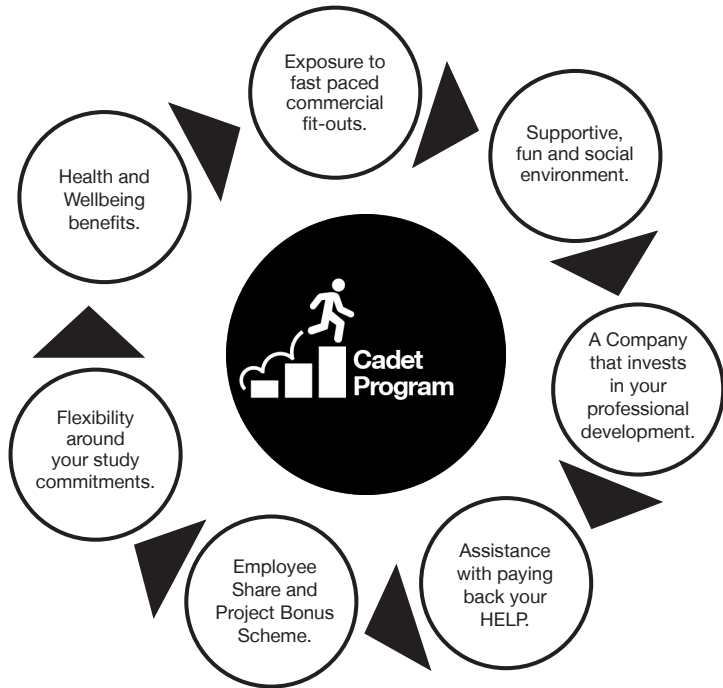 Exposure to
fast paced
commercial
fit-outs.
Supportive,
fun and social
environment.
A Company
that invests
in your
professional
development.
Assistance
with paying
back your
HELP.
Employee
Share and
Project Bonus
Scheme.
Flexibility
around
your study
commitments.
Health and
Wellbeing
benefits.
Cadet
Program